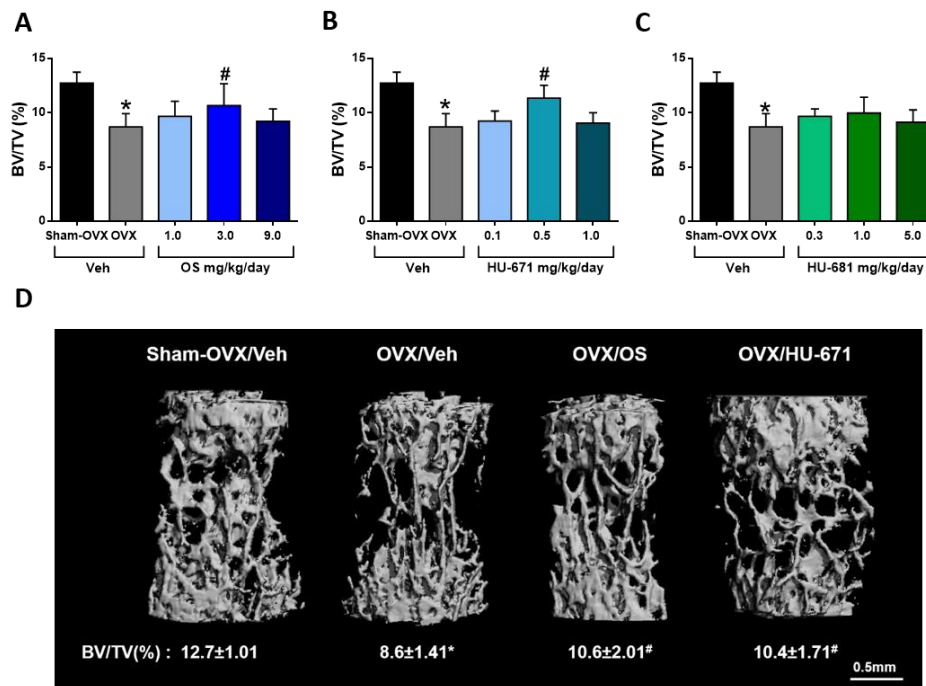 A
15
10
5
0
BV/TV (%)
*
#
Sham-OVX OVX 1.0 3.0 9.0
Veh OS mg/kg/day
B
15
10
5
0
BV/TV (%)
*
#
Sham-OVX OVX 0.1 0.5 1.0
Veh HU-671 mg/kg/day
C
15
10
5
0
BV/TV (%)
*
Sham-OVX OVX 0.3 1.0 5.0
Veh HU-681 mg/kg/day
D
Sham-OVX/Veh OVX/Veh OVX/OS OVX/HU-671
BV/TV(%) : 12.7±1.01 8.6±1.41* 10.6±2.01# 10.4±1.71#
0.5mm